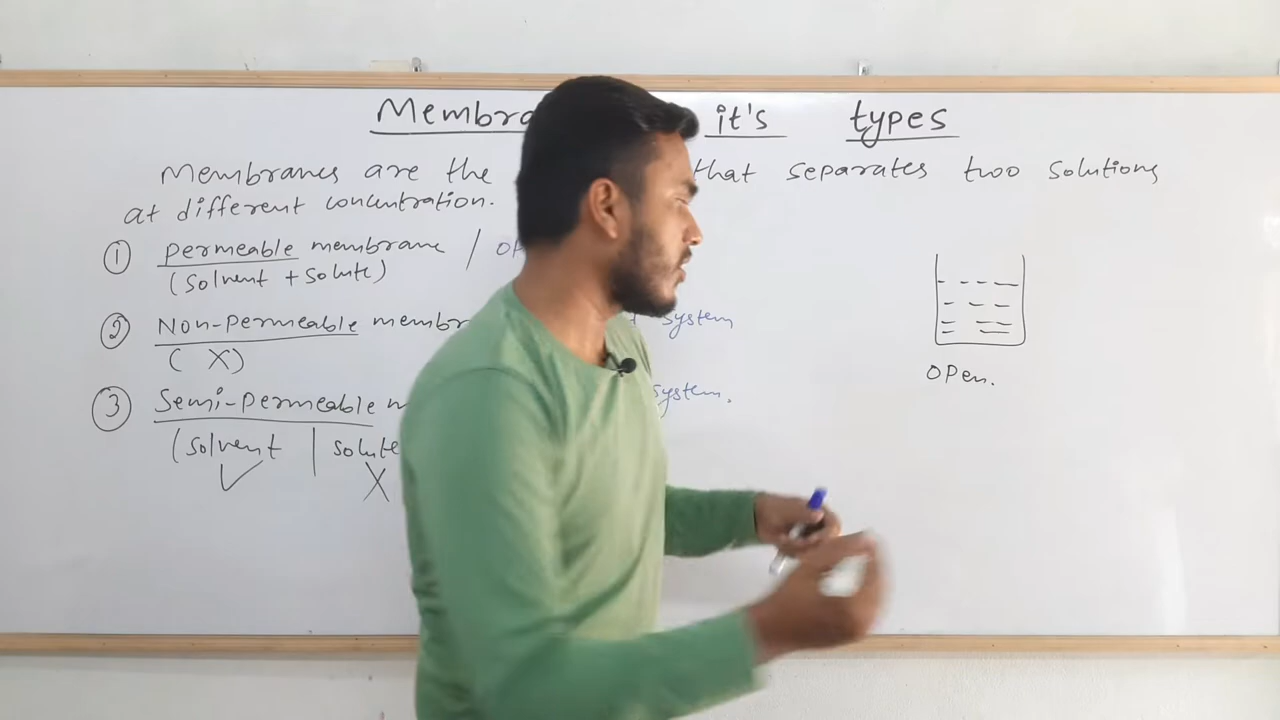 Membra it's types
Membranes are the that separates two solutions
at different concentration.
① permeable membrane / OP
(solvent + solute)
② Non-permeable membr system
( X )
③ Semi-permeable m system.
(solvent | solute
✓ X
open.